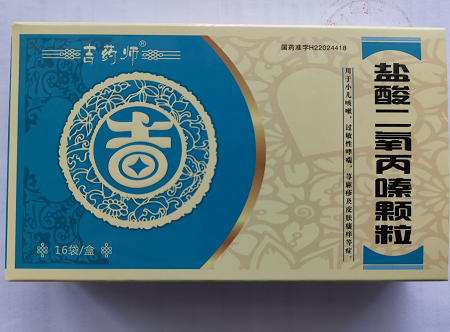 吉药师®
国药准字H22024418
盐酸二氧丙嗪颗粒
用于小儿咳嗽、过敏性哮喘、荨麻疹及皮肤瘙痒等症。
吉
16袋/盒